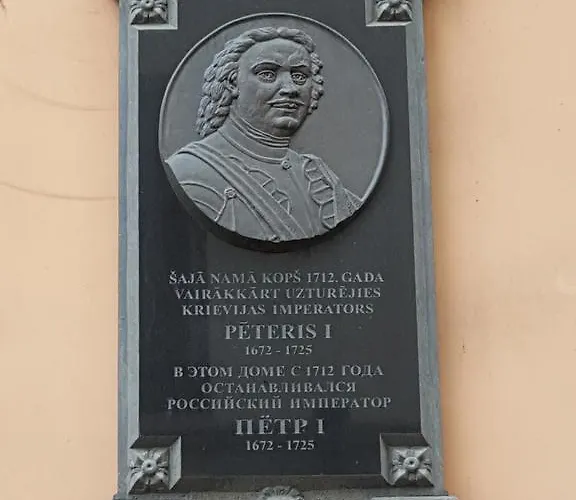 ŠAJĀ NAMĀ KOPŠ 1712. GADA
VAIRĀKKĀRT UZTURĒJIES
KRIEVIJAS IMPERATORS
PĒTERIS I
1672 - 1725
В ЭТОМ ДОМЕ С 1712 ГОДА
ОСТАНАВЛИВАЛСЯ
РОССИЙСКИЙ ИМПЕРАТОР
ПЁТР I
1672 - 1725